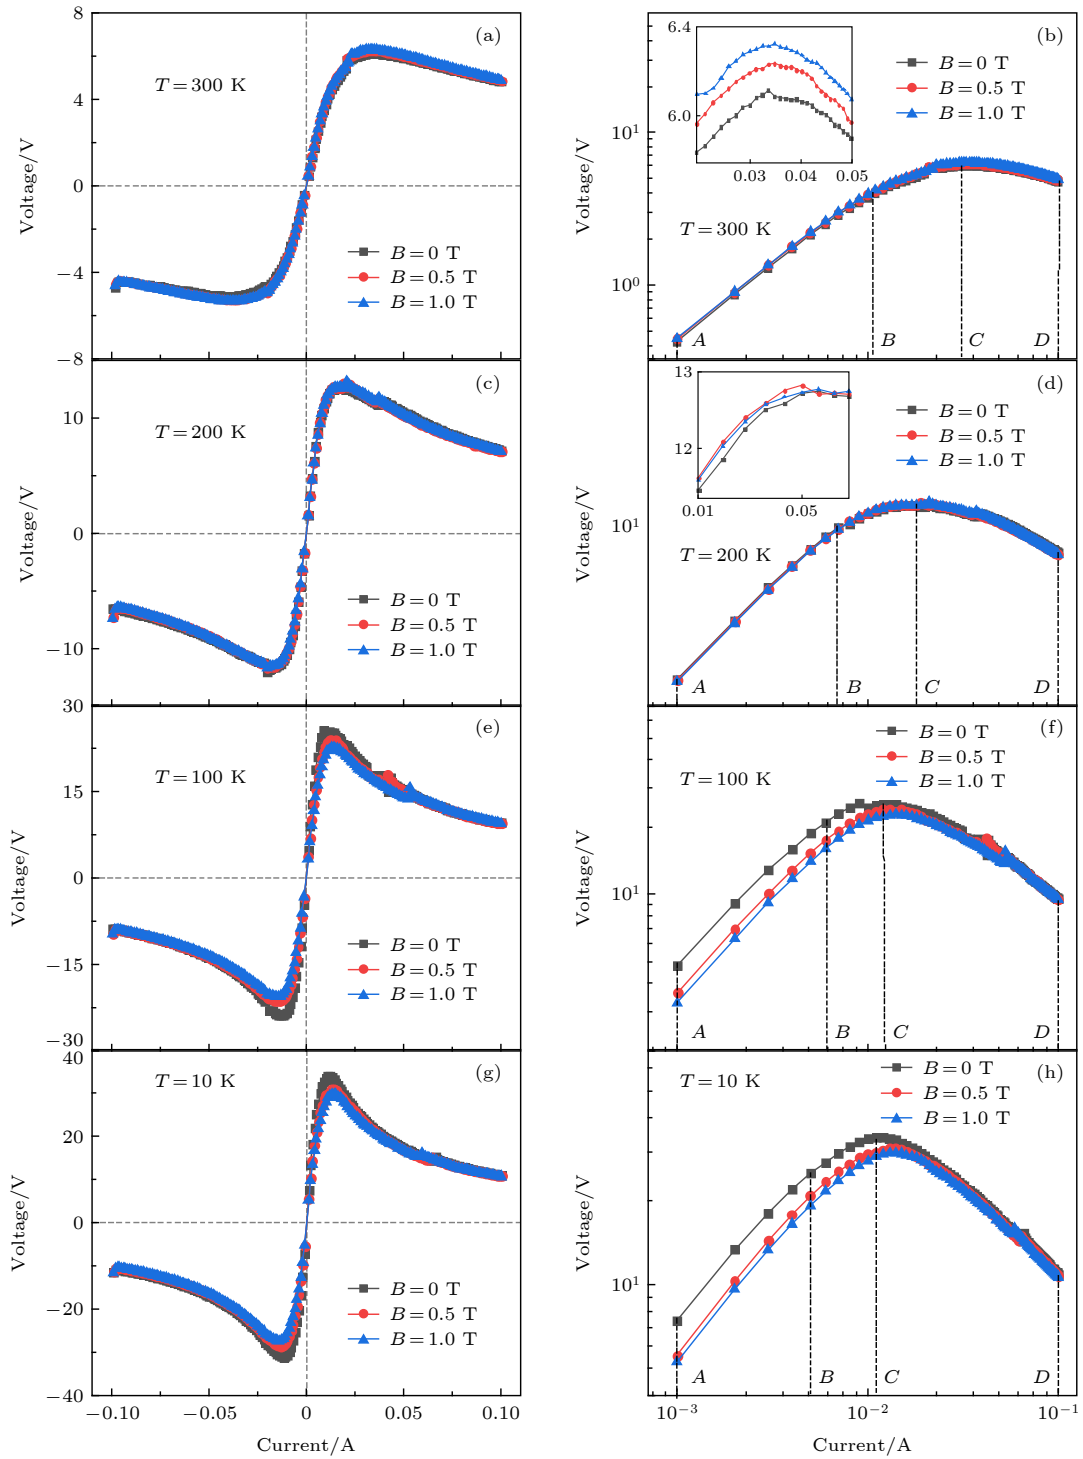 (a)
T = 300 K
Voltage/V
8
4
0
−4
−8
B = 0 T
B = 0.5 T
B = 1.0 T
(b)
T = 300 K
Voltage/V
10¹
10⁰
6.4
6.0
0.03 0.04 0.05
B = 0 T
B = 0.5 T
B = 1.0 T
A B C D
(c)
T = 200 K
Voltage/V
10
0
−10
B = 0 T
B = 0.5 T
B = 1.0 T
(d)
T = 200 K
Voltage/V
10¹
13
12
0.01 0.05
B = 0 T
B = 0.5 T
B = 1.0 T
A B C D
(e)
T = 100 K
Voltage/V
30
15
0
−15
−30
B = 0 T
B = 0.5 T
B = 1.0 T
(f)
T = 100 K
Voltage/V
10¹
B = 0 T
B = 0.5 T
B = 1.0 T
A B C D
(g)
T = 10 K
Voltage/V
40
20
0
−20
−40
B = 0 T
B = 0.5 T
B = 1.0 T
−0.10 −0.05 0 0.05 0.10
Current/A
(h)
T = 10 K
Voltage/V
10¹
B = 0 T
B = 0.5 T
B = 1.0 T
A B C D
10⁻³ 10⁻² 10⁻¹
Current/A